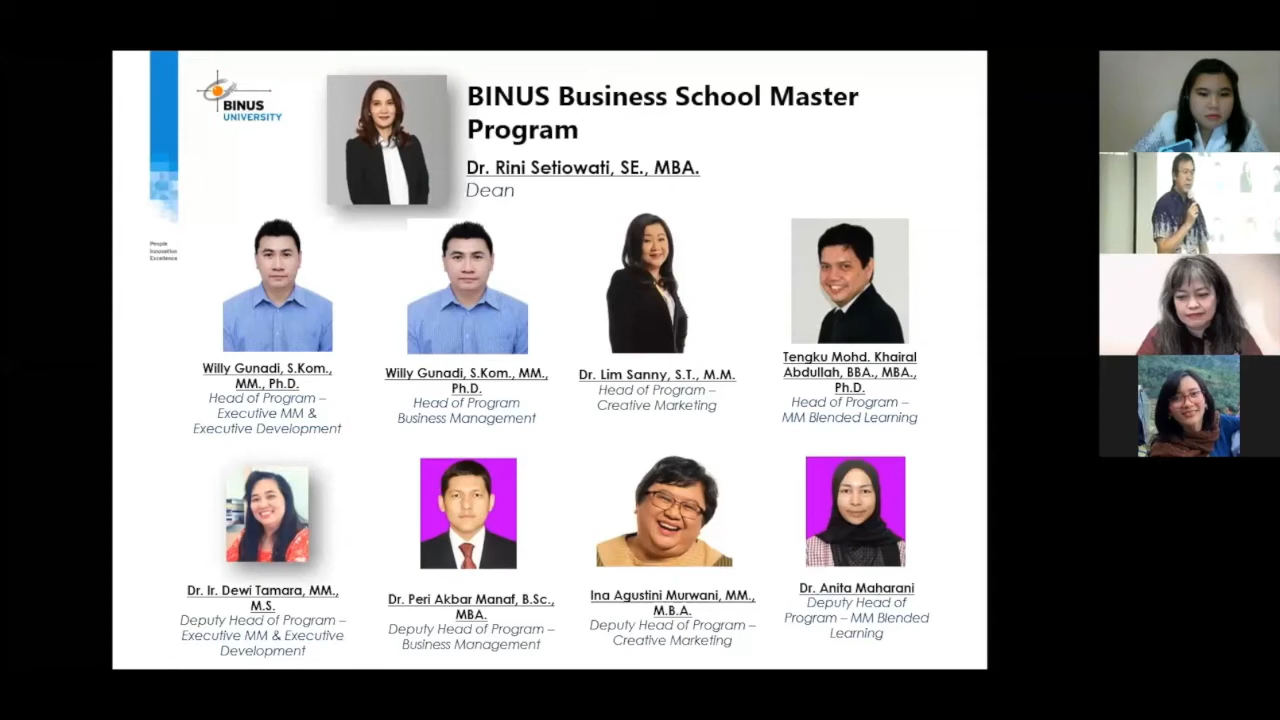 BINUS
UNIVERSITY
BINUS Business School Master
Program
Dr. Rini Setiowati, SE., MBA.
Dean
People
Innovation
Excellence
Willy Gunadi, S.Kom.,
MM., Ph.D.
Head of Program –
Executive MM &
Executive Development
Willy Gunadi, S.Kom., MM.,
Ph.D.
Head of Program
Business Management
Dr. Lim Sanny, S.T., M.M.
Head of Program –
Creative Marketing
Tengku Mohd. Khairal
Abdullah, BBA., MBA.,
Ph.D.
Head of Program –
MM Blended Learning
Dr. Ir. Dewi Tamara, MM.,
M.S.
Deputy Head of Program –
Executive MM & Executive
Development
Dr. Peri Akbar Manaf, B.Sc.,
MBA.
Deputy Head of Program –
Business Management
Ina Agustini Murwani, MM.,
M.B.A.
Deputy Head of Program –
Creative Marketing
Dr. Anita Maharani
Deputy Head of
Program – MM Blended
Learning